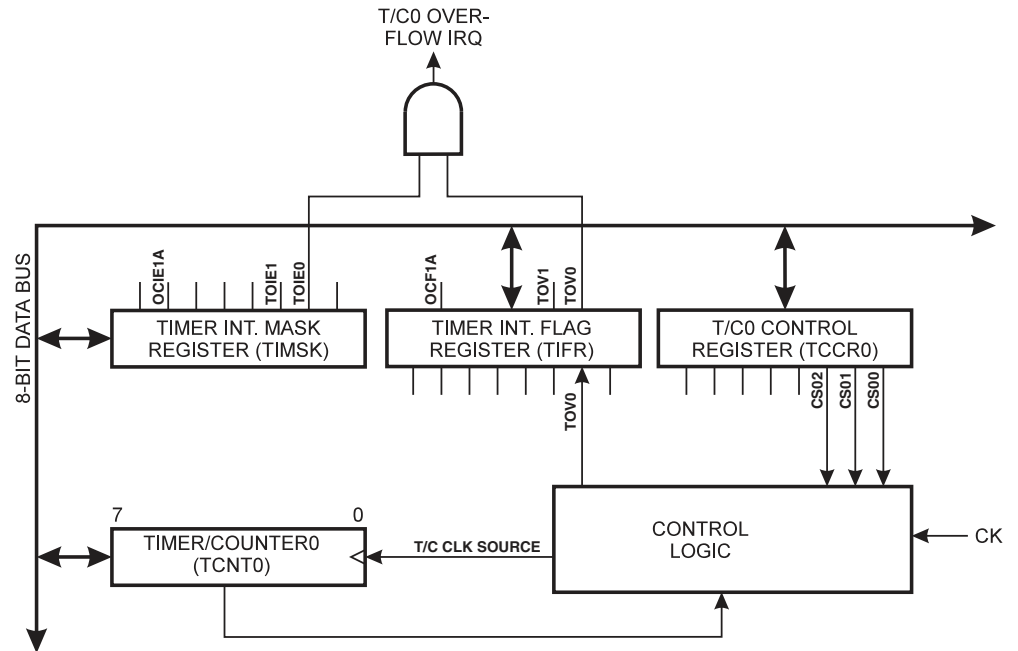 T/C0 OVER-
FLOW IRQ
8-BIT DATA BUS
OCIE1A
TOIE1
TOIE0
OCF1A
TOV1
TOV0
TIMER INT. MASK
REGISTER (TIMSK)
TIMER INT. FLAG
REGISTER (TIFR)
T/C0 CONTROL
REGISTER (TCCR0)
TOV0
CS02
CS01
CS00
7
0
TIMER/COUNTER0
(TCNT0)
T/C CLK SOURCE
CONTROL
LOGIC
CK